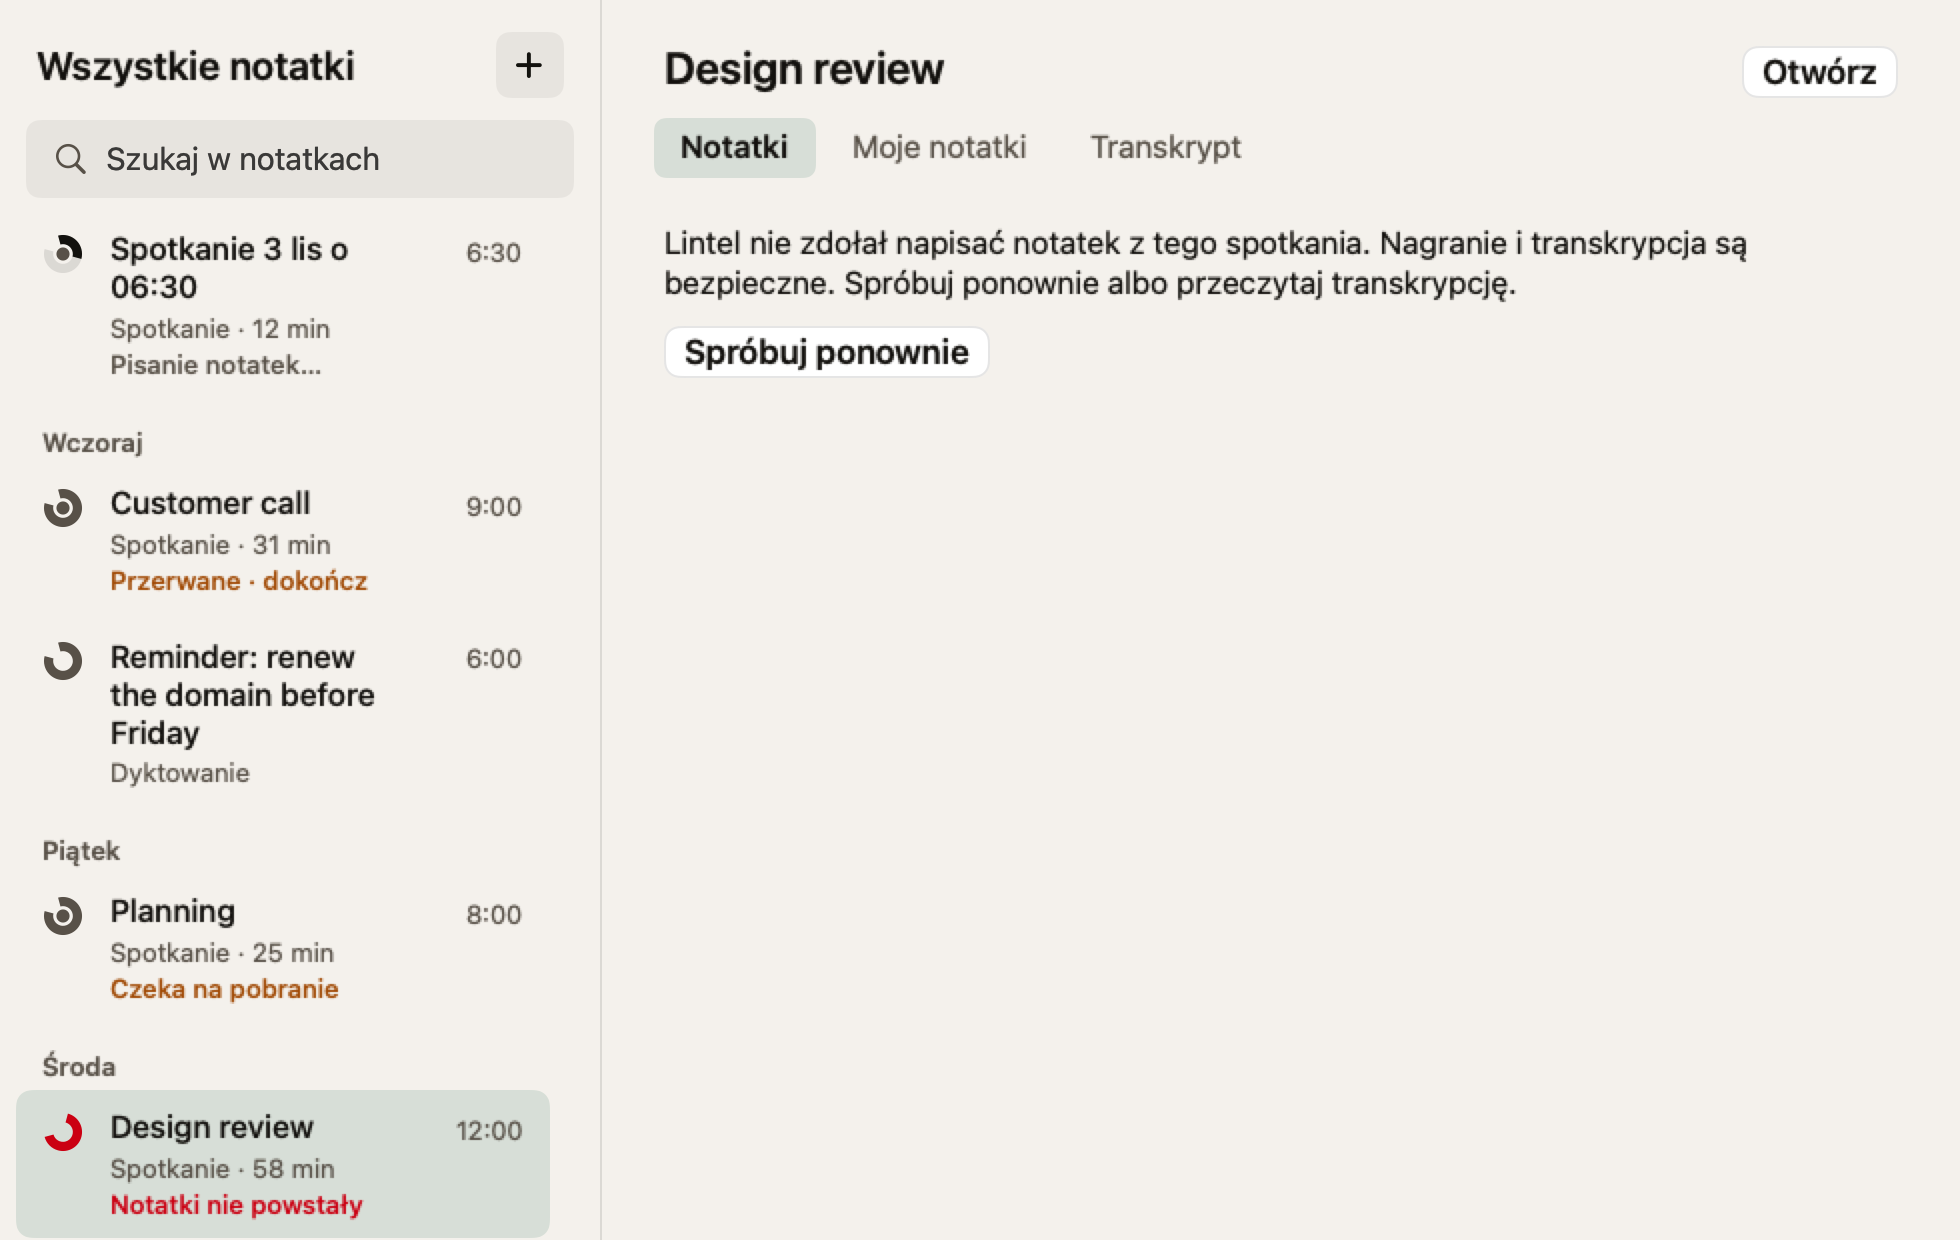 Wszystkie notatki
Szukaj w notatkach
Spotkanie 3 lis o
06:30
6:30
Spotkanie · 12 min
Pisanie notatek...
Wczoraj
Customer call
9:00
Spotkanie · 31 min
Przerwane · dokończ
Reminder: renew
the domain before
Friday
6:00
Dyktowanie
Piątek
Planning
8:00
Spotkanie · 25 min
Czeka na pobranie
Środa
Design review
12:00
Spotkanie · 58 min
Notatki nie powstały
Design review
Otwórz
Notatki
Moje notatki
Transkrypt
Lintel nie zdołał napisać notatek z tego spotkania. Nagranie i transkrypcja są
bezpieczne. Spróbuj ponownie albo przeczytaj transkrypcję.
Spróbuj ponownie